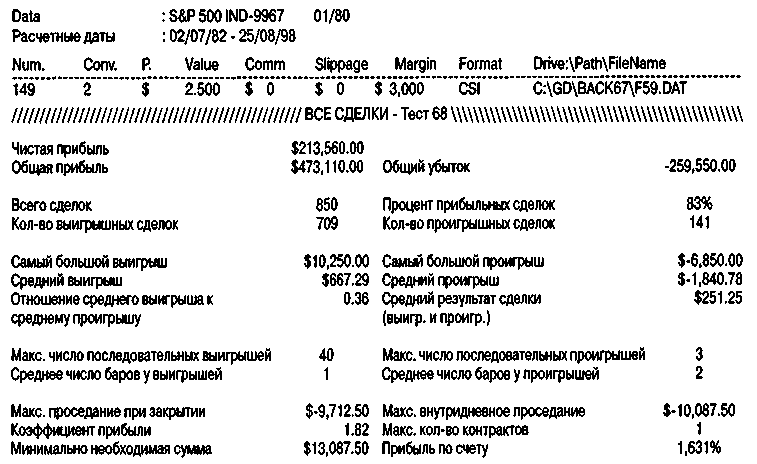 Data : S&P 500 IND-9967 01/80
Расчетные даты : 02/07/82 - 25/08/98
Num. Conv. P. Value Comm Slippage Margin Format Drive:\Path\FileName
149 2 $ 2.500 $ 0 $ 0 $ 3,000 CSI C:\GD\BACK67\F59.DAT
//////////////////////////////////////////// ВСЕ СДЕЛКИ - Тест 68 \\\\\\\\\\\\\\\\\\\\\\\\\\\\\\\\\\\\\\\\\\\\
Чистая прибыль $213,560.00
Общая прибыль $473,110.00 Общий убыток -259,550.00
Всего сделок 850 Процент прибыльных сделок 83%
Кол-во выигрышных сделок 709 Кол-во проигрышных сделок 141
Самый большой выигрыш $10,250.00 Самый большой проигрыш $-6,850.00
Средний выигрыш $667.29 Средний проигрыш $-1,840.78
Отношение среднего выигрыша к 0.36 Средний результат сделки $251.25
среднему проигрышу (выигр. и проигр.)
Макс. число последовательных выигрышей 40 Макс. число последовательных проигрышей 3
Среднее число баров у выигрышей 1 Среднее число баров у проигрышей 2
Макс. проседание при закрытии $-9,712.50 Макс. внутридневное проседание $-10,087.50
Коэффициент прибыли 1.82 Макс. кол-во контрактов 1
Минимально необходимая сумма $13,087.50 Прибыль по счету 1,631%